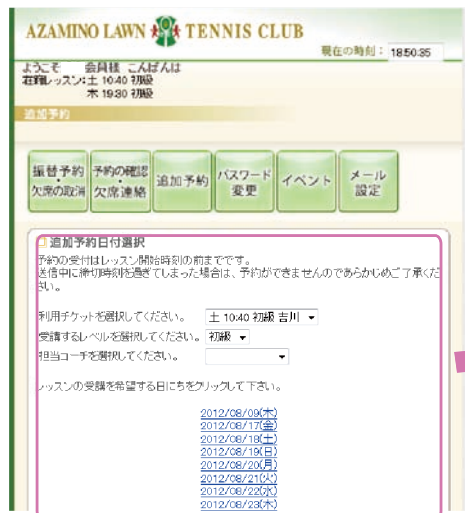 AZAMINO LAWN TENNIS CLUB
現在の時刻： 18:50:35
ようこそ 会員様 こんばんは
在籍レッスン：土 10:40 初級
木 19:30 初級
追加予約
振替予約 ・ 欠席の取消
予約の確認 ・ 欠席連絡
追加予約
パスワード 変更
イベント
メール 設定
追加予約日付選択
予約の受付はレッスン開始時刻の前までです。
送信中に締切時刻を過ぎてしまった場合は、予約ができませんのであらかじめご了承くだ
さい。
利用チケットを選択してください。 土 10:40 初級 吉川
受講するレベルを選択してください。 初級
担当コーチを選択してください。
レッスンの受講を希望する日にちをクリックして下さい。
2012/08/09(木)
2012/08/17(金)
2012/08/18(土)
2012/08/19(日)
2012/08/20(月)
2012/08/21(火)
2012/08/22(水)
2012/08/23(木)